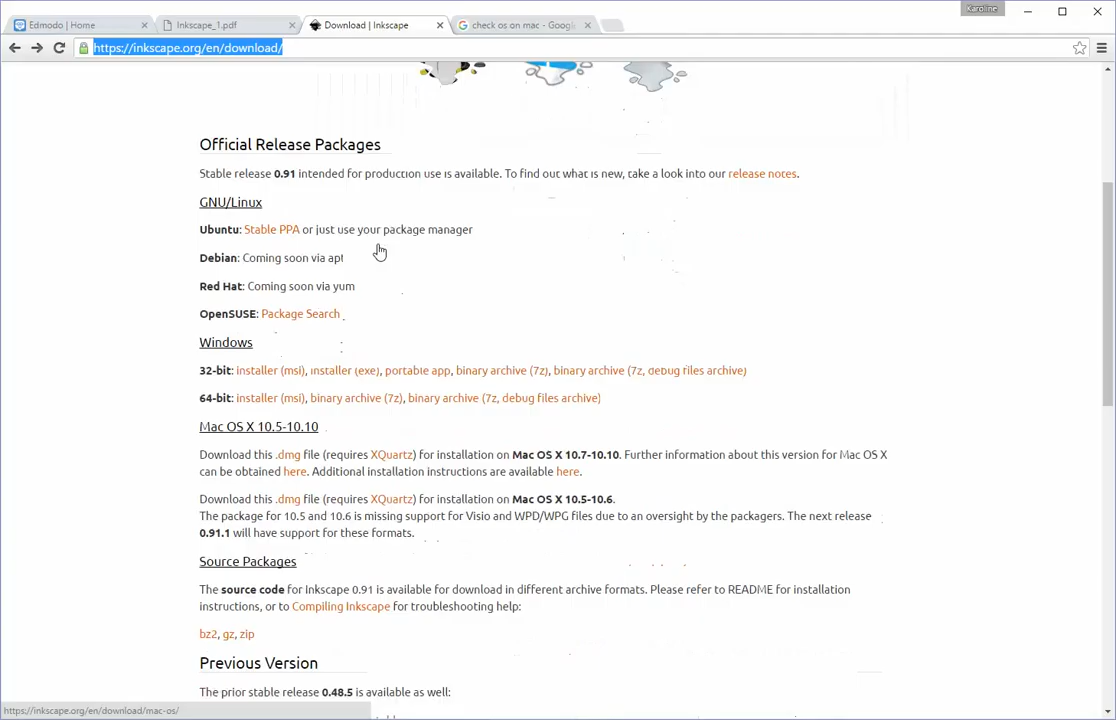 Karoline
Edmodo | Home
Inkscape_1.pdf
Download | Inkscape
check os on mac - Googl
https://inkscape.org/en/download/
Official Release Packages
Stable release 0.91 intended for production use is available. To find out what is new, take a look into our release notes.
GNU/Linux
Ubuntu: Stable PPA or just use your package manager
Debian: Coming soon via apt
Red Hat: Coming soon via yum
OpenSUSE: Package Search
Windows
32-bit: installer (msi), installer (exe), portable app, binary archive (7z), binary archive (7z, debug files archive)
64-bit: installer (msi), binary archive (7z), binary archive (7z, debug files archive)
Mac OS X 10.5-10.10
Download this .dmg file (requires XQuartz) for installation on Mac OS X 10.7-10.10. Further information about this version for Mac OS X
can be obtained here. Additional installation instructions are available here.
Download this .dmg file (requires XQuartz) for installation on Mac OS X 10.5-10.6.
The package for 10.5 and 10.6 is missing support for Visio and WPD/WPG files due to an oversight by the packagers. The next release
0.91.1 will have support for these formats.
Source Packages
The source code for Inkscape 0.91 is available for download in different archive formats. Please refer to README for installation
instructions, or to Compiling Inkscape for troubleshooting help:
bz2, gz, zip
Previous Version
The prior stable release 0.48.5 is available as well:
https://inkscape.org/en/download/mac-os/